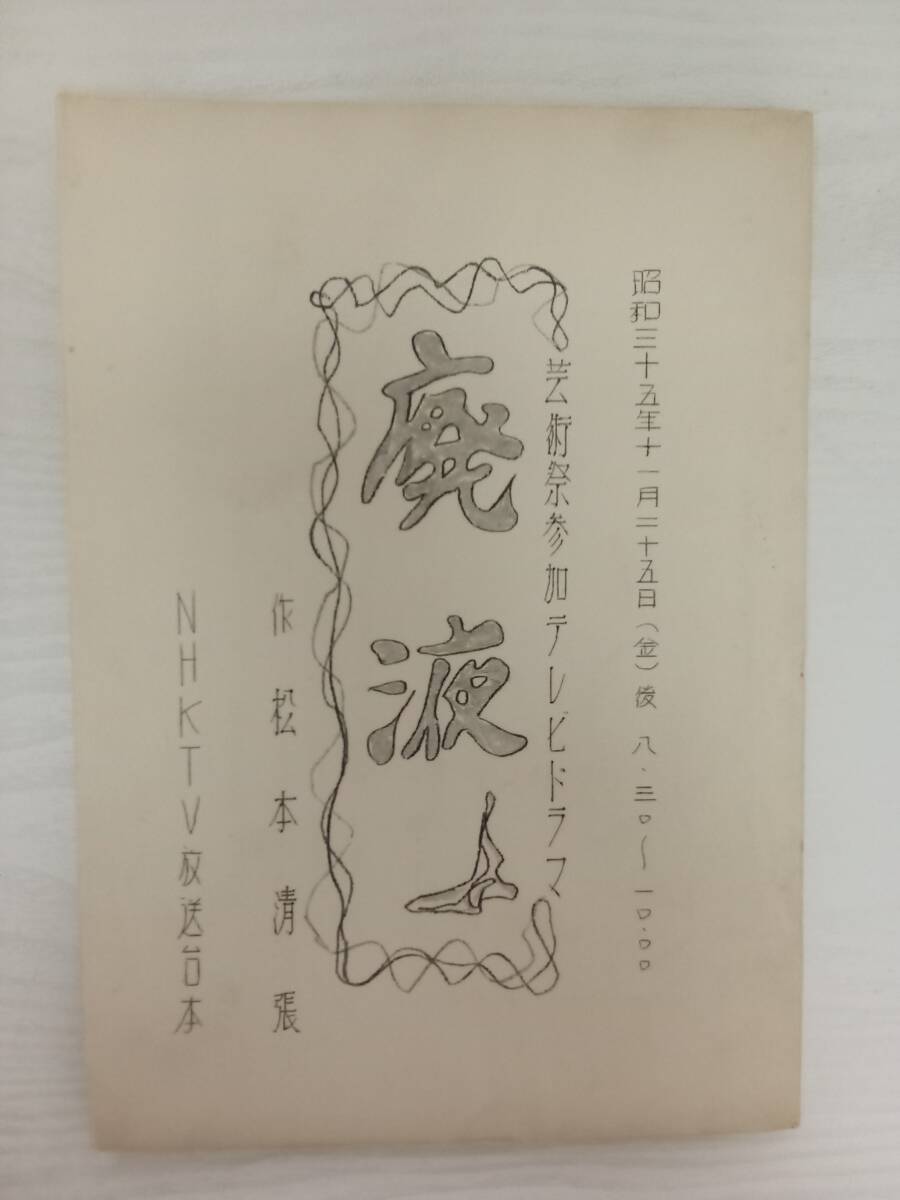 昭和三十五年十一月二十五日(金)後 八・三〇〜一〇・〇〇
芸術祭参加テレビドラマ
廃液
作 松本清張
NHKTV放送台本